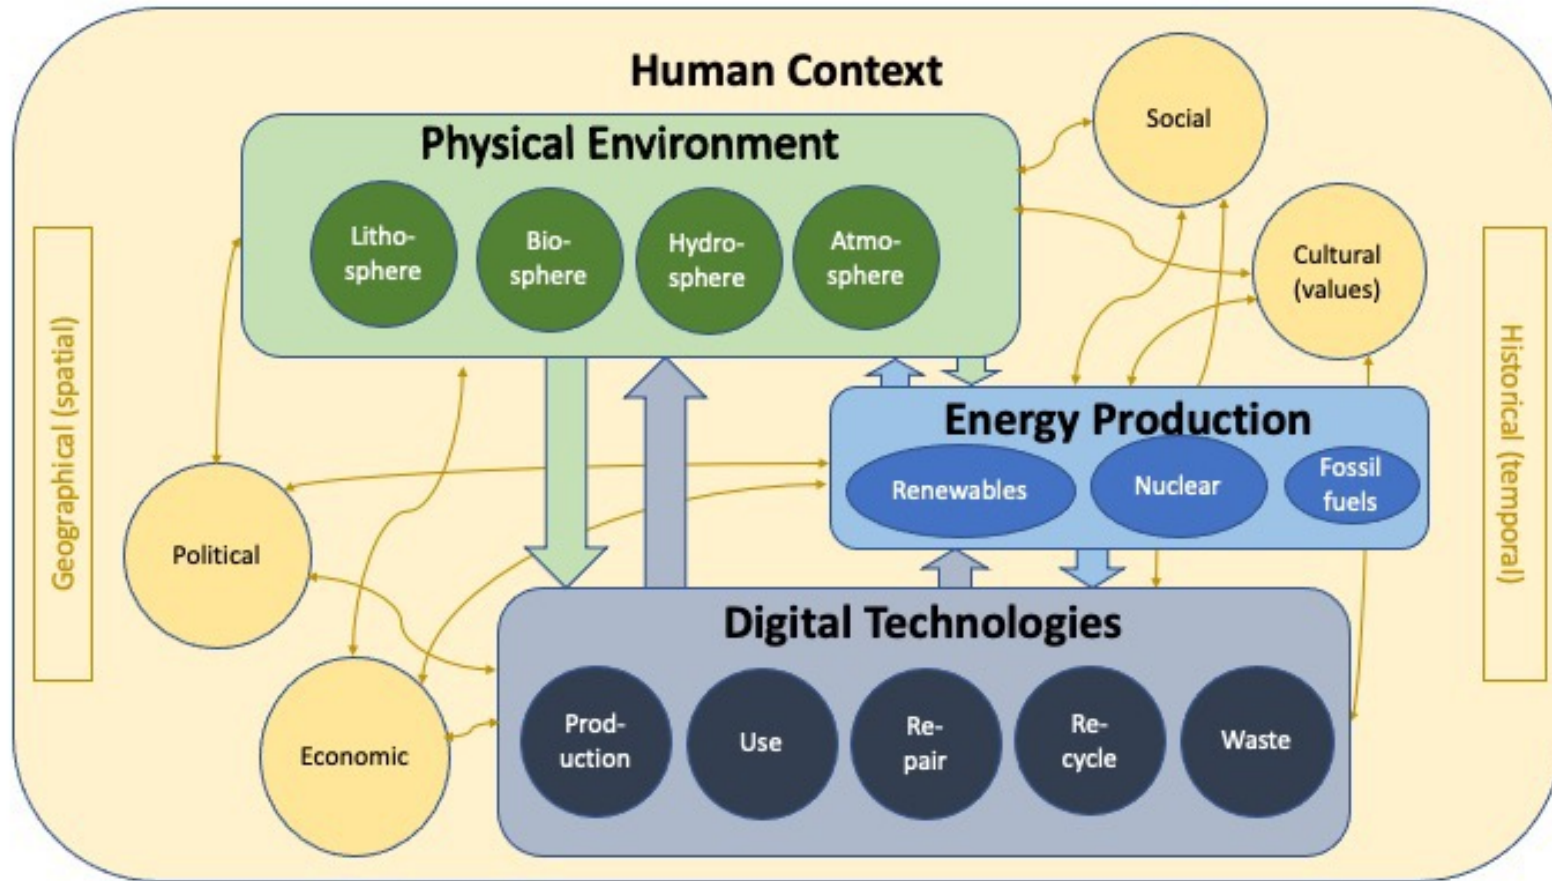 Human Context
Social
Physical Environment
Litho-
sphere
Bio-
sphere
Hydro-
sphere
Atmo-
sphere
Cultural
(values)
Geographical (spatial)
Historical (temporal)
Energy Production
Renewables
Nuclear
Fossil
fuels
Political
Digital Technologies
Prod-
uction
Use
Re-
pair
Re-
cycle
Waste
Economic